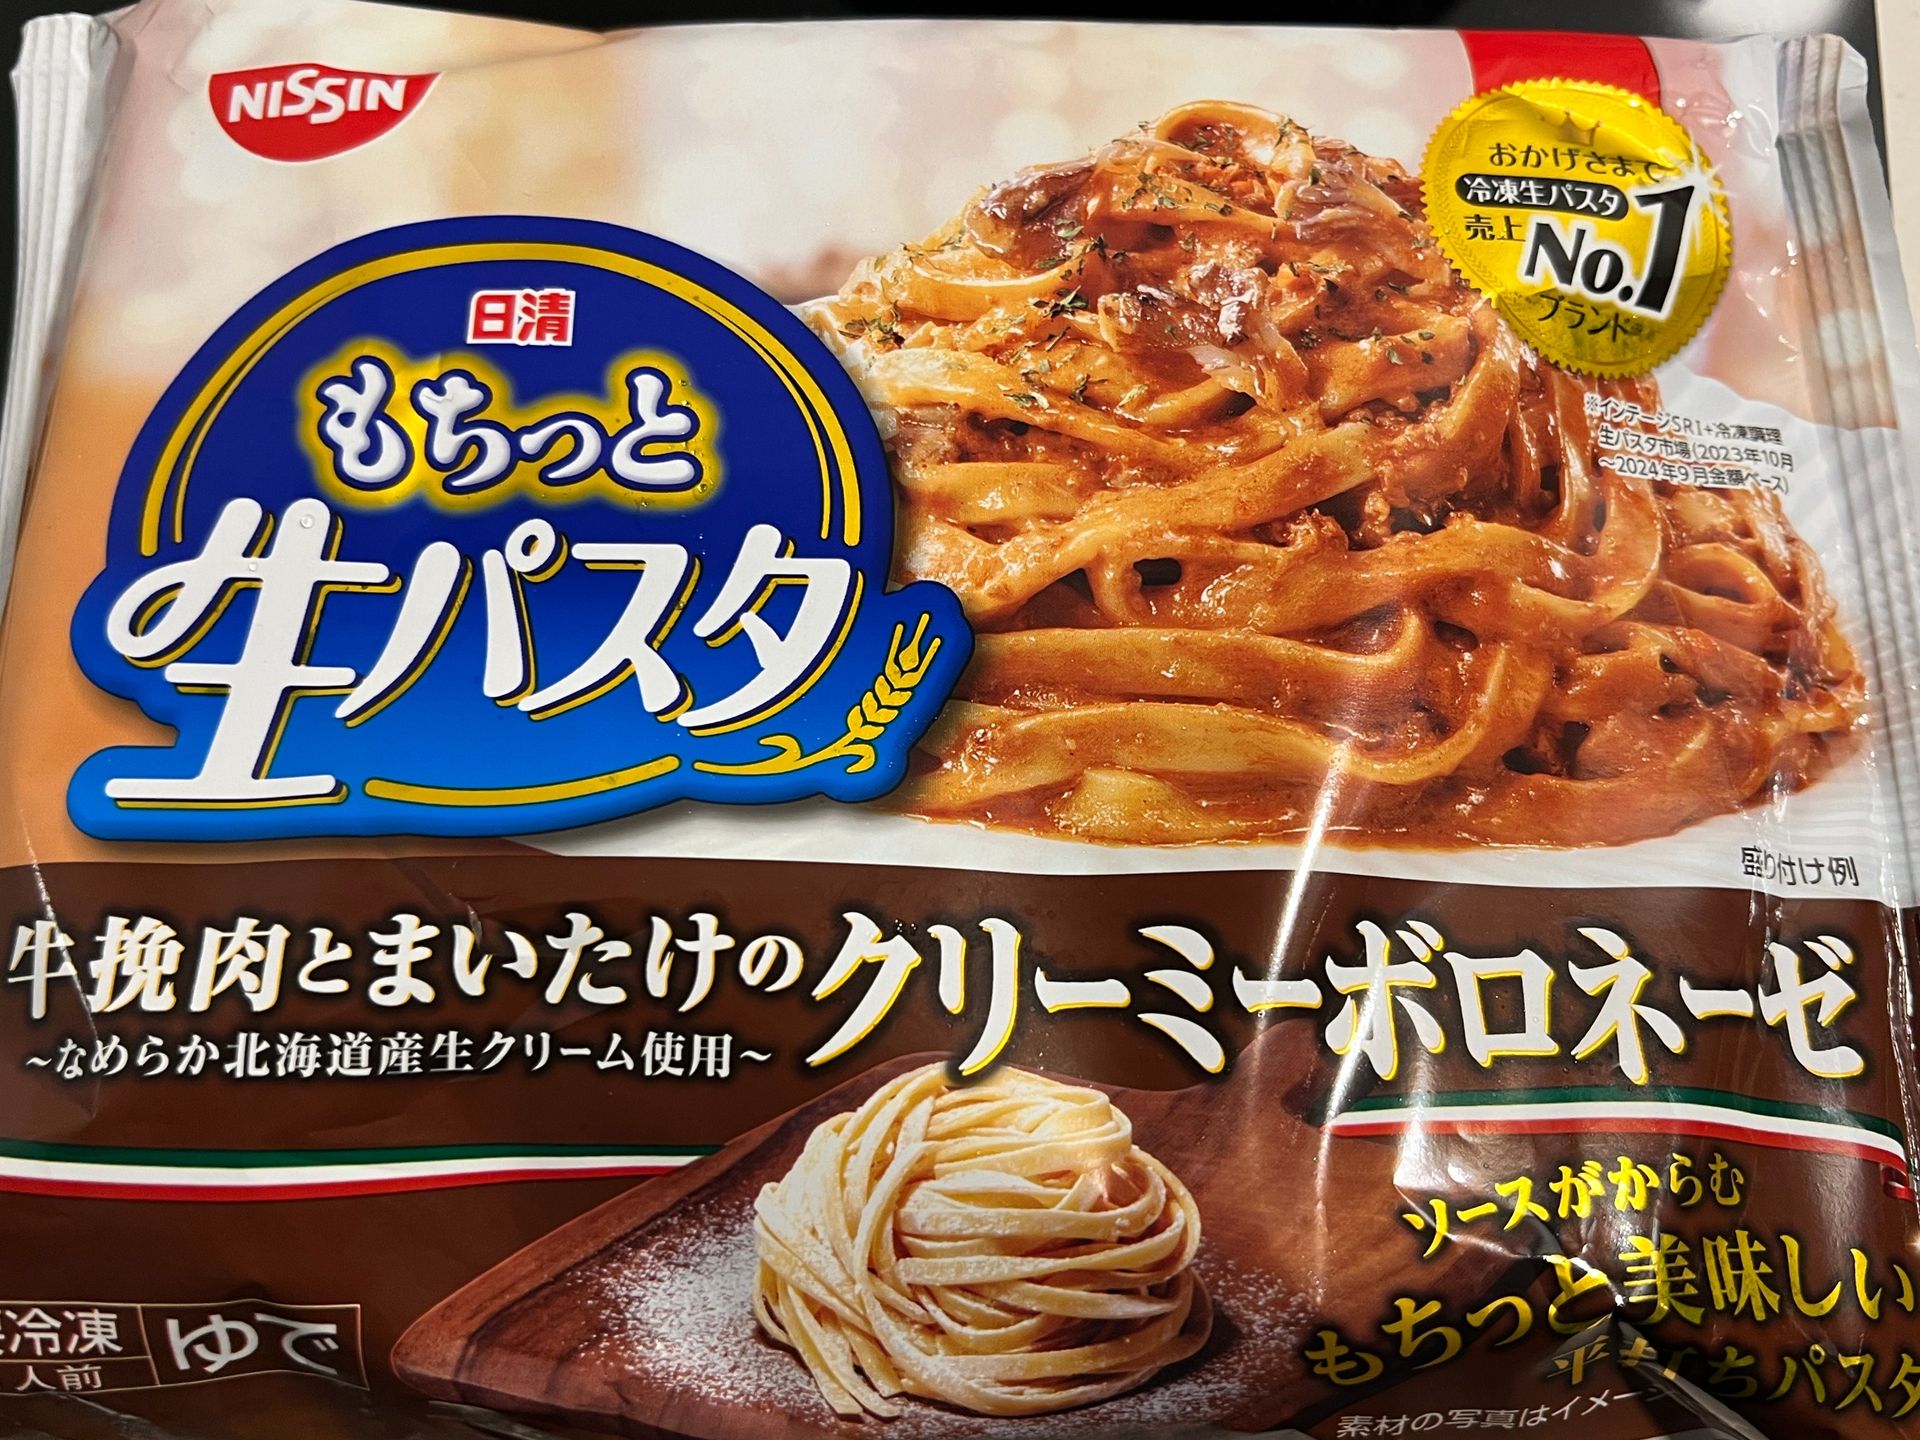 NISSIN
おかげさまで
冷凍生パスタ
売上 No.1
ブランド
日清
もちっと
生パスタ
※インテージSRI+冷凍調理
生パスタ市場(2023年10月
~2024年9月金額ベース)
盛り付け例
牛挽肉とまいたけのクリーミーボロネーゼ
~なめらか北海道産生クリーム使用~
ソースがからむ
もちっと美味しい
平打ちパスタ
冷凍
人前
ゆで
素材の写真はイメー